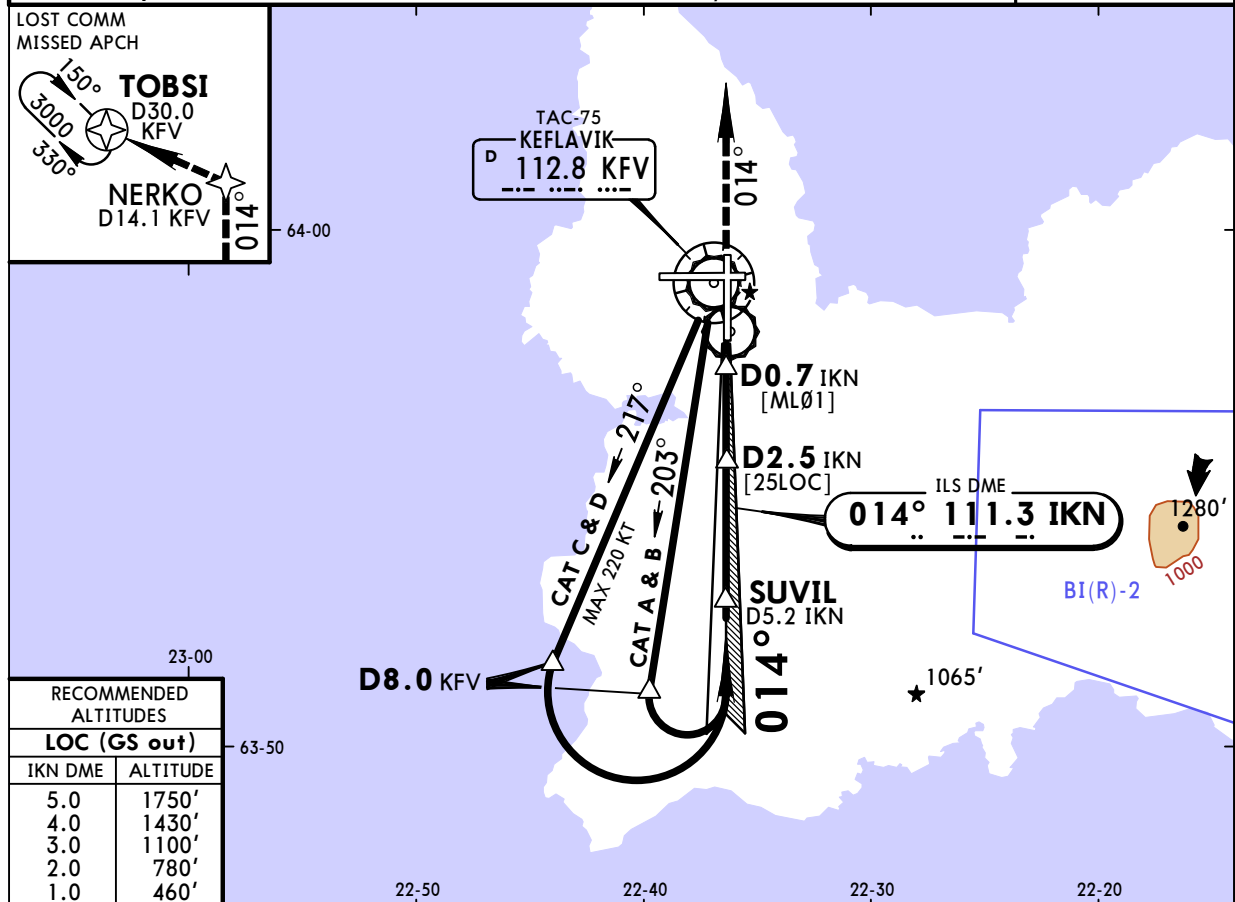 LOST COMM
MISSED APCH
150°
TOBSI
D30.0
KFV
3000
330°
NERKO
D14.1 KFV
014°
64-00
TAC-75
KEFLAVIK
D 112.8 KFV
014°
D0.7 IKN
[MLØ1]
D2.5 IKN
[25LOC]
ILS DME
014° 111.3 IKN
217°
CAT C & D
MAX 220 KT
203°
CAT A & B
SUVIL
D5.2 IKN
014°
1280'
1000
BI(R)-2
1065'
D8.0 KFV
23-00
63-50
RECOMMENDED
ALTITUDES
LOC (GS out)
IKN DME ALTITUDE
5.0 1750'
4.0 1430'
3.0 1100'
2.0 780'
1.0 460'
22-50 22-40 22-30 22-20